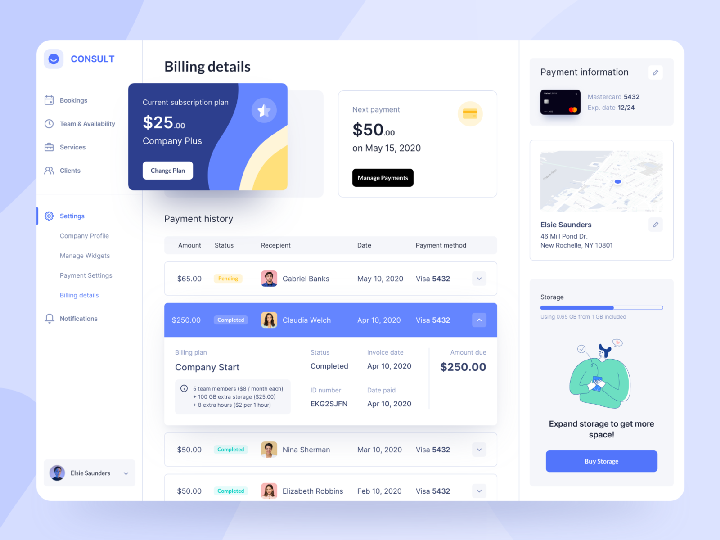 CONSULT
Bookings
Team & Availability
Services
Clients
Settings
Company Profile
Manage Widgets
Payment Settings
Billing details
Notifications
Elsie Saunders
Billing details
Current subscription plan
$25.00
Company Plus
Change Plan
Next payment
$50.00
on May 15, 2020
Manage Payments
Payment history
Amount Status Recepient Date Payment method
$65.00 Pending Gabriel Banks May 10, 2020 Visa 5432
$250.00 Completed Claudia Welch Apr 10, 2020 Visa 5432
Billing plan
Company Start
5 team members ($8 / month each)
+ 100 GB extra storage ($25.00)
extra hours ($2 per 1 hour
Status
Completed
Invoice date
Apr 10, 2020
Amount due
$250.00
ID number
EKG2SJFN
Date paid
Apr 10, 2020
$50.00 Completed Nina Sherman Mar 10, 2020 Visa 5432
$50.00 Completed Elizabeth Robbins Feb 10, 2020 Visa 5432
Payment information
Mastercard 5432
Exp. date 12/24
Elsie Saunders
46 Mill Pond Dr.
New Rochelle, NY 10801
Storage
Using 0.66 GB from 1 GB included
Expand storage to get more
space!
Buy Storage